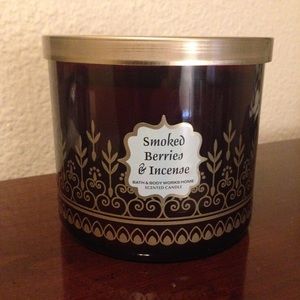 Smoked
Berries
& Incense
BATH & BODY WORKS HOME
SCENTED CANDLE